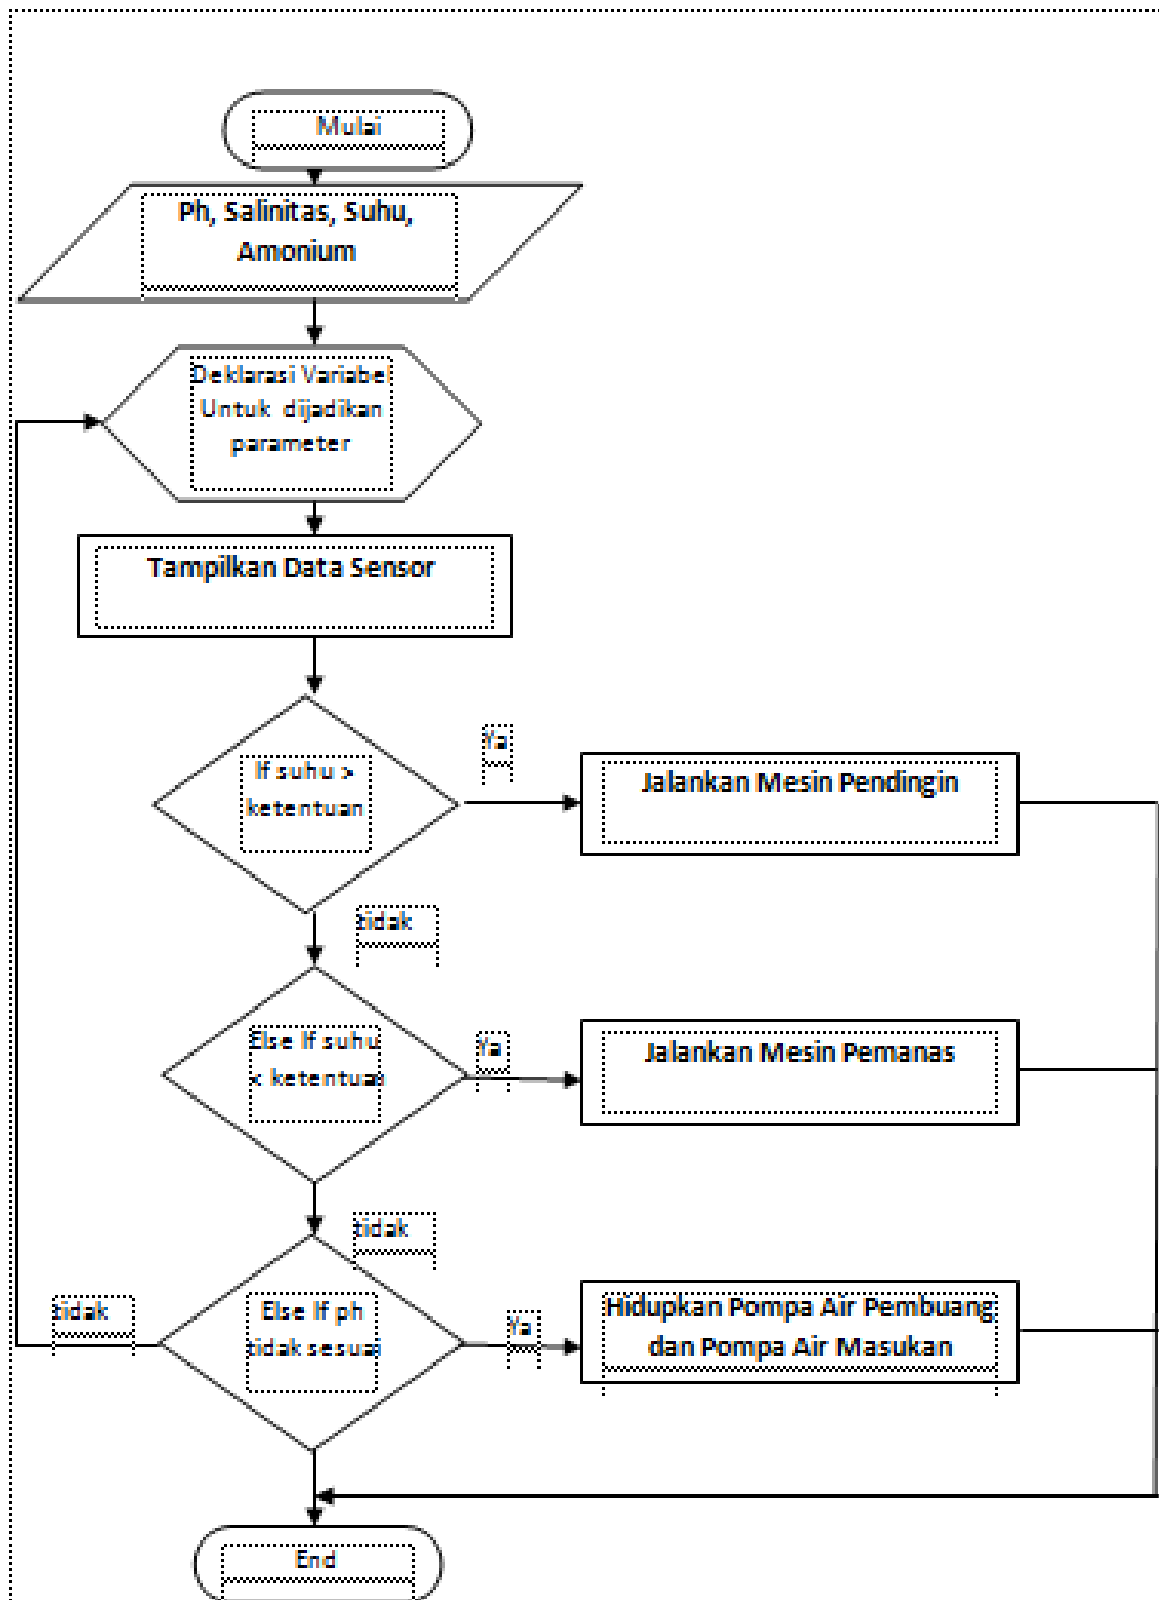 Mulai
Ph, Salinitas, Suhu,
Amonium
Deklarasi Variabel
Untuk dijadikan
parameter
Tampilkan Data Sensor
If suhu >
ketentuan
Ya
Jalankan Mesin Pendingin
tidak
Else If suhu
< ketentuan
Ya
Jalankan Mesin Pemanas
tidak
Else If ph
tidak sesuai
tidak
Ya
Hidupkan Pompa Air Pembuang
dan Pompa Air Masukan
End